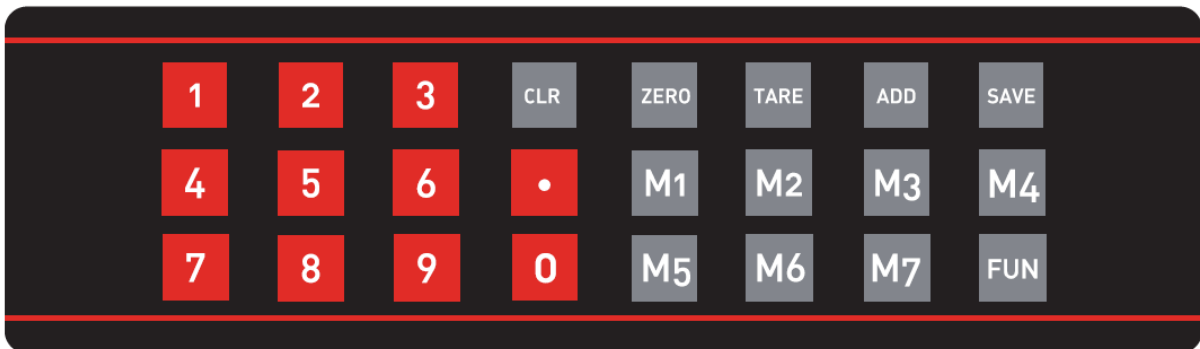 1 2 3 CLR ZERO TARE ADD SAVE
4 5 6 • M1 M2 M3 M4
7 8 9 0 M5 M6 M7 FUN